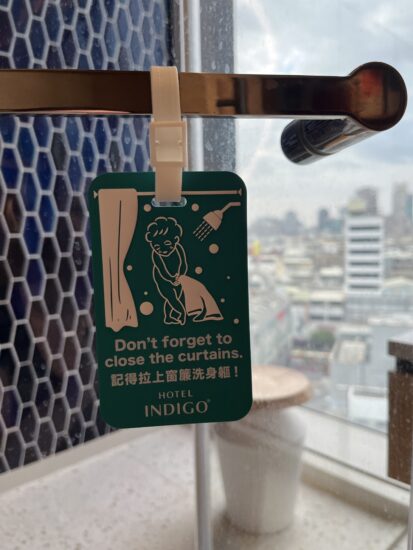 Don't forget to
close the curtains.
記得拉上窗簾洗身軀！
HOTEL
INDIGO®